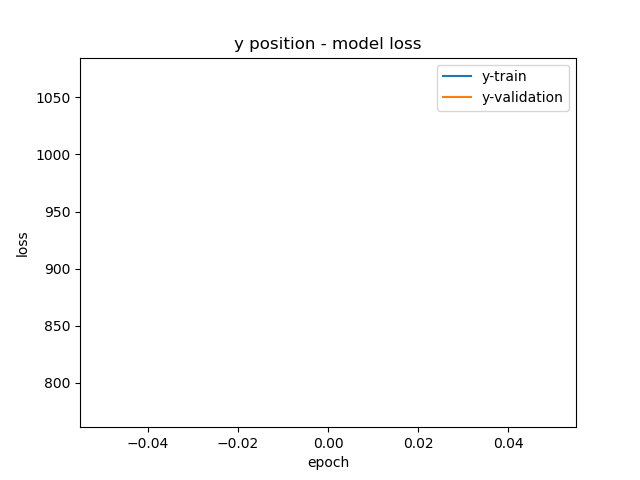 y position - model loss
y-train
y-validation
1050
1000
950
900
850
800
loss
−0.04
−0.02
0.00
0.02
0.04
epoch